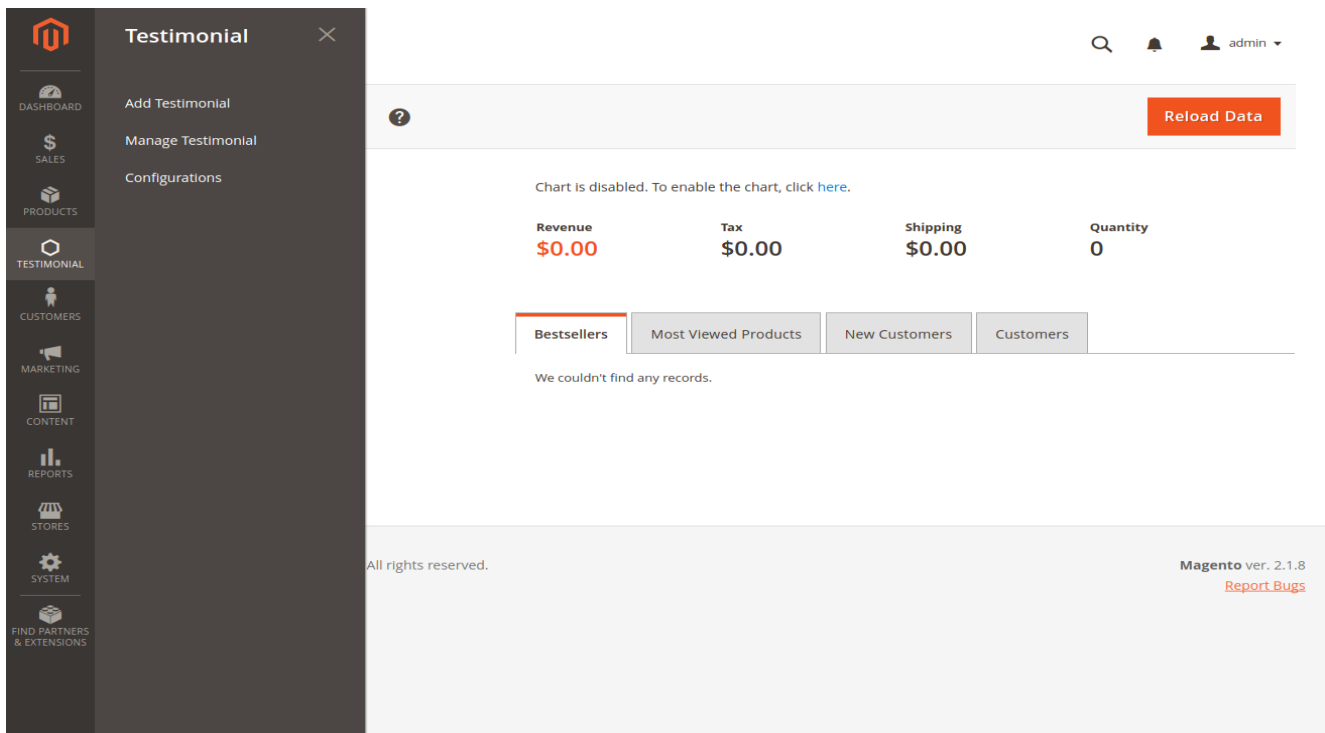 Testimonial
Add Testimonial
Manage Testimonial
Configurations
DASHBOARD
SALES
PRODUCTS
TESTIMONIAL
CUSTOMERS
MARKETING
CONTENT
REPORTS
STORES
SYSTEM
FIND PARTNERS
& EXTENSIONS
admin
Reload Data
Chart is disabled. To enable the chart, click here.
Revenue Tax Shipping Quantity
$0.00 $0.00 $0.00 0
Bestsellers Most Viewed Products New Customers Customers
We couldn't find any records.
All rights reserved.
Magento ver. 2.1.8
Report Bugs